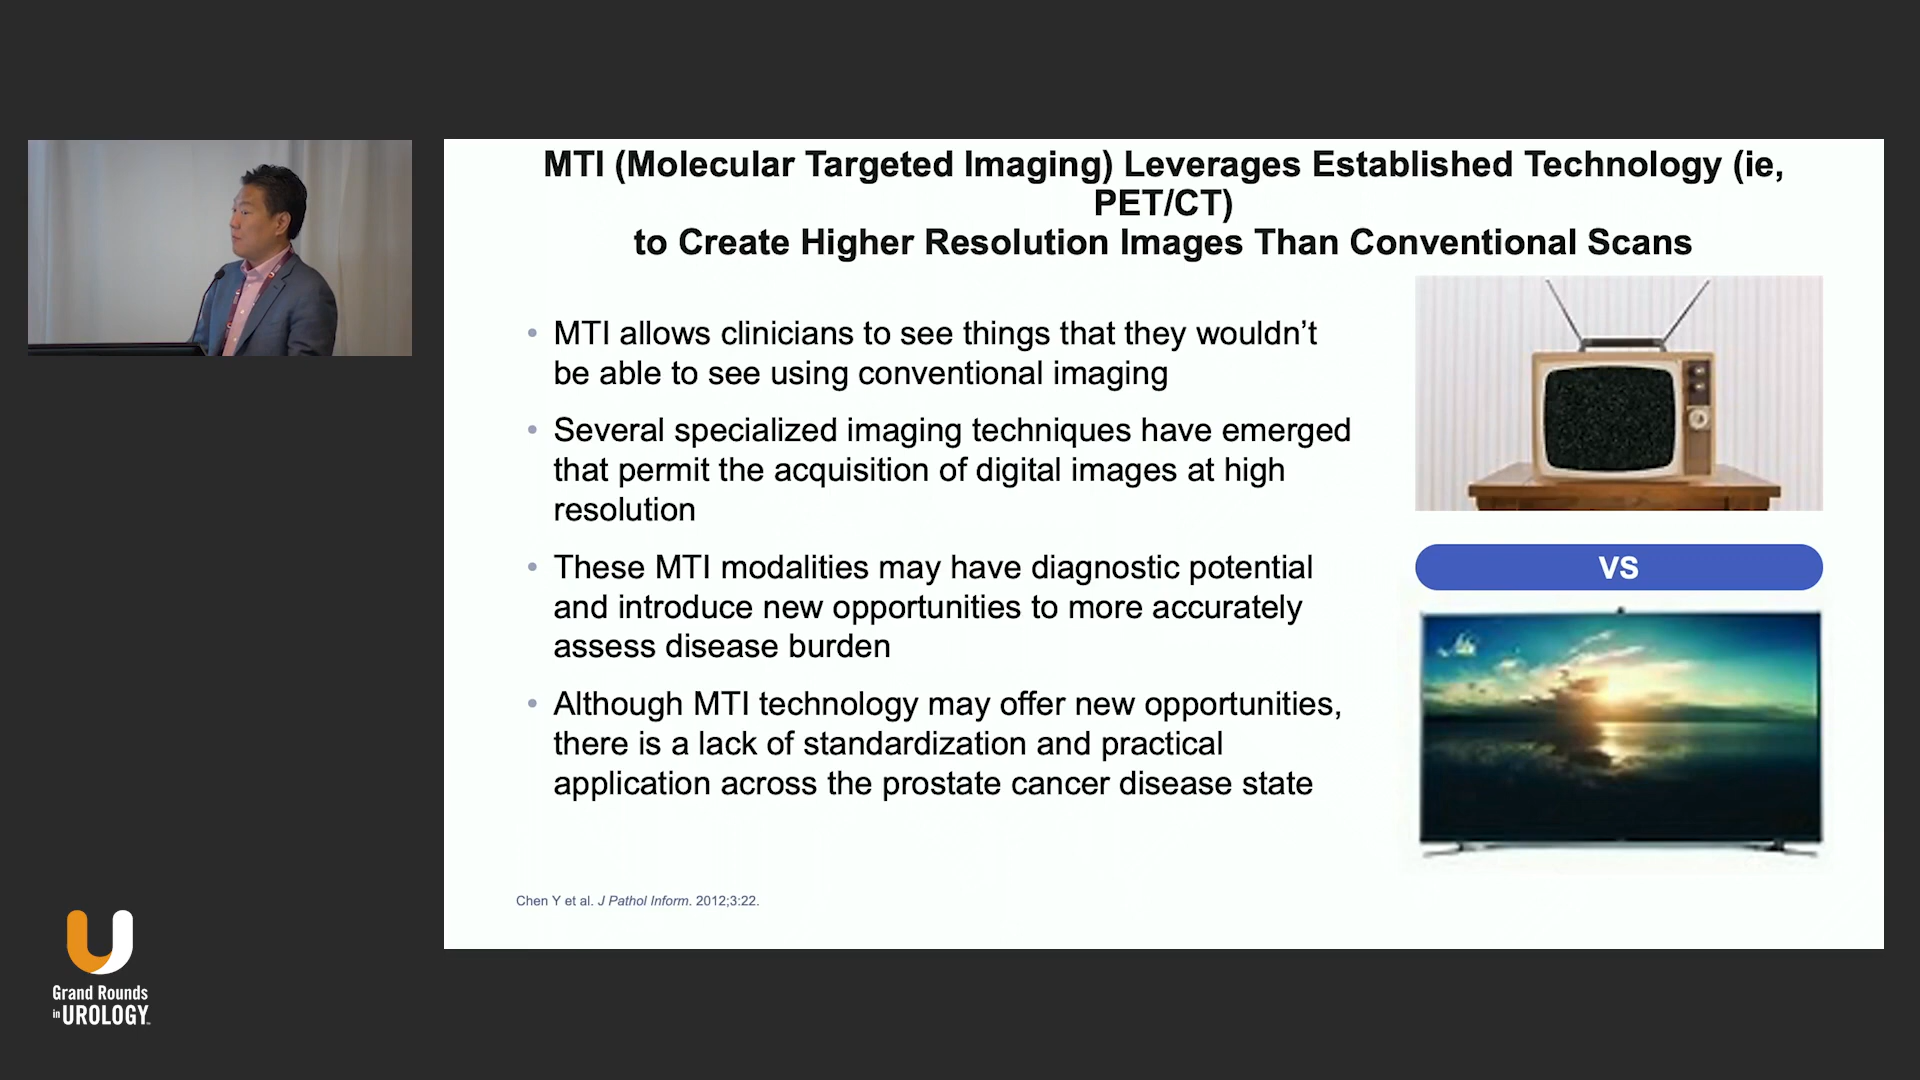 MTI (Molecular Targeted Imaging) Leverages Established Technology (ie,
PET/CT)
to Create Higher Resolution Images Than Conventional Scans
• MTI allows clinicians to see things that they wouldn’t
be able to see using conventional imaging
• Several specialized imaging techniques have emerged
that permit the acquisition of digital images at high
resolution
• These MTI modalities may have diagnostic potential
and introduce new opportunities to more accurately
assess disease burden
• Although MTI technology may offer new opportunities,
there is a lack of standardization and practical
application across the prostate cancer disease state
VS
Chen Y et al. J Pathol Inform. 2012;3:22.
Grand Rounds
in UROLOGY